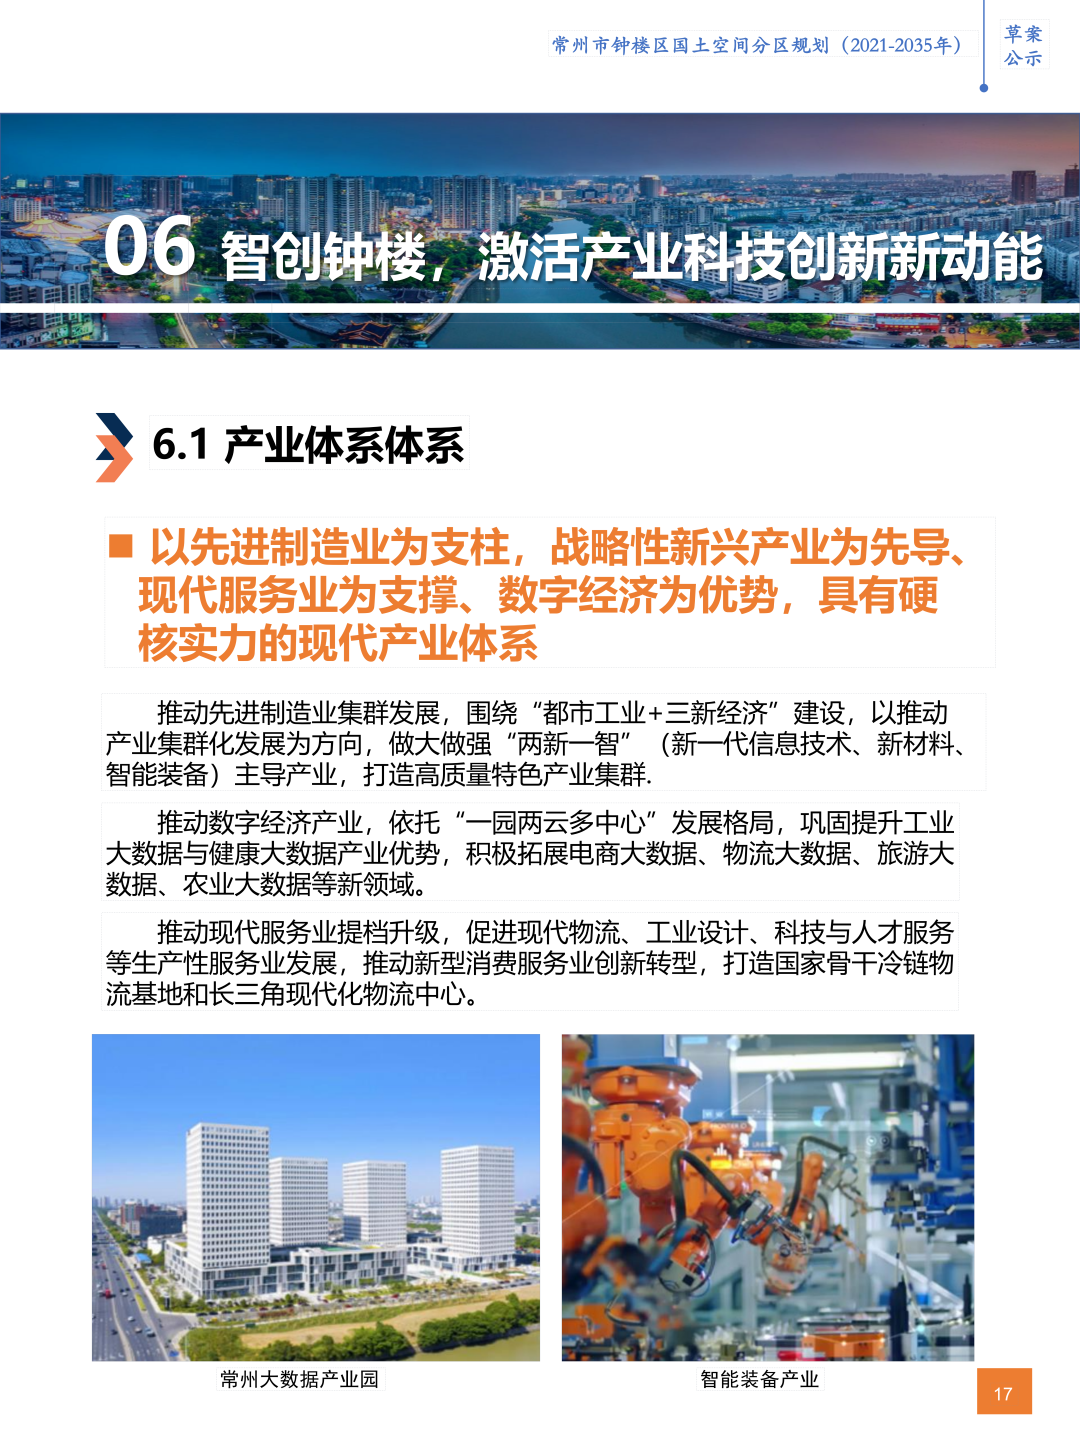 常州市钟楼区国土空间分区规划（2021-2035年）
草案
公示
06 智创钟楼，激活产业科技创新新动能
6.1 产业体系体系
以先进制造业为支柱，战略性新兴产业为先导、
现代服务业为支撑、数字经济为优势，具有硬
核实力的现代产业体系
推动先进制造业集群发展，围绕“都市工业+三新经济”建设，以推动
产业集群化发展为方向，做大做强“两新一智”（新一代信息技术、新材料、
智能装备）主导产业，打造高质量特色产业集群.
推动数字经济产业，依托“一园两云多中心”发展格局，巩固提升工业
大数据与健康大数据产业优势，积极拓展电商大数据、物流大数据、旅游大
数据、农业大数据等新领域。
推动现代服务业提档升级，促进现代物流、工业设计、科技与人才服务
等生产性服务业发展，推动新型消费服务业创新转型，打造国家骨干冷链物
流基地和长三角现代化物流中心。
常州大数据产业园
智能装备产业
17